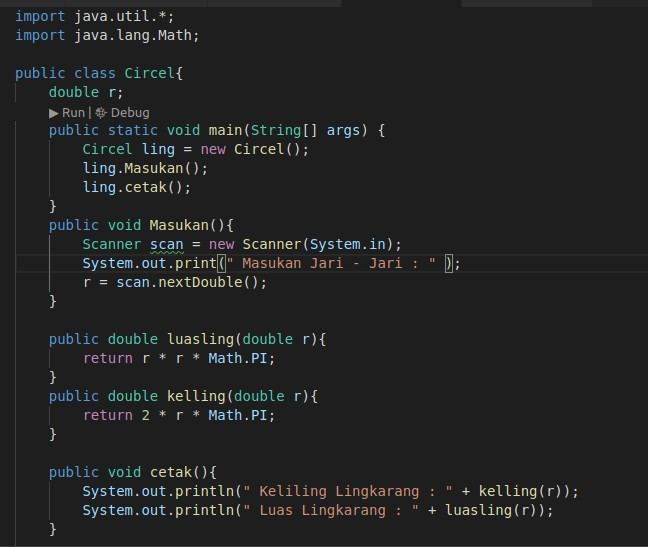 import java.util.*;
import java.lang.Math;

public class Circel{
    double r;
    Run | Debug
    public static void main(String[] args) {
        Circel ling = new Circel();
        ling.Masukan();
        ling.cetak();
    }
    public void Masukan(){
        Scanner scan = new Scanner(System.in);
        System.out.print(" Masukan Jari - Jari : " );
        r = scan.nextDouble();
    }

    public double luasling(double r){
        return r * r * Math.PI;
    }
    public double kelling(double r){
        return 2 * r * Math.PI;
    }

    public void cetak(){
        System.out.println(" Keliling Lingkarang : " + kelling(r));
        System.out.println(" Luas Lingkarang : " + luasling(r));
    }